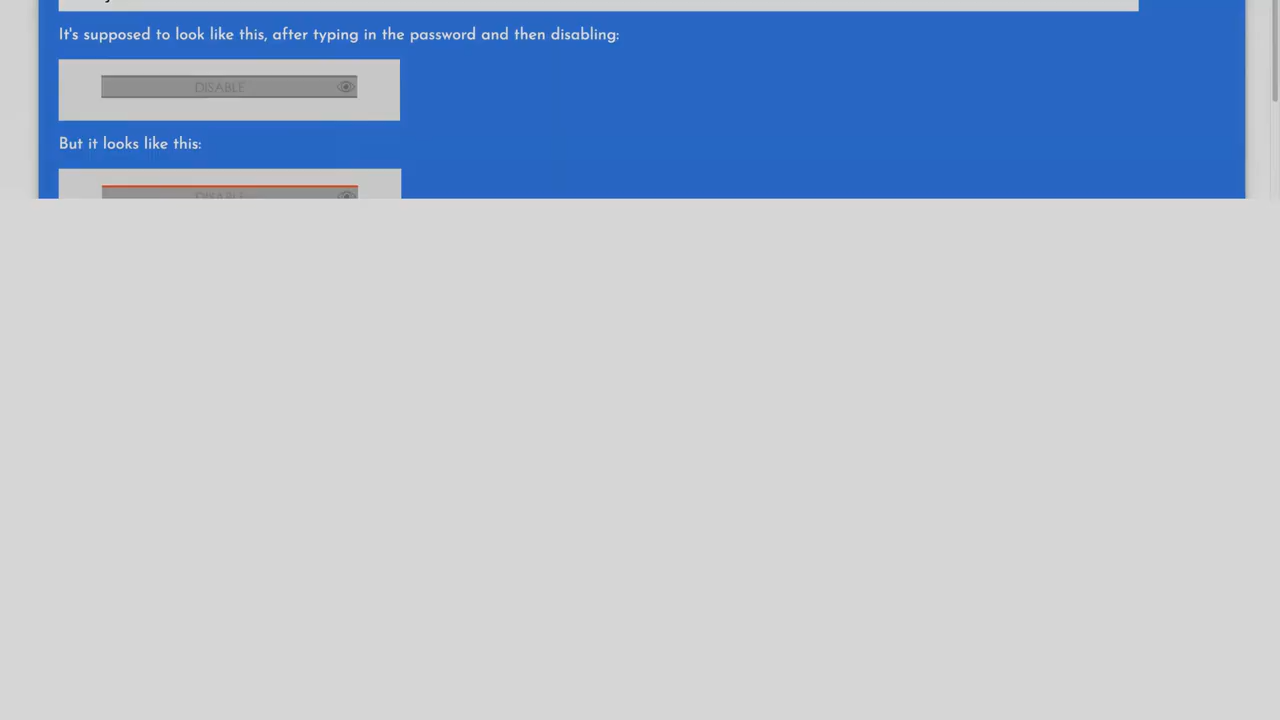 It's supposed to look like this, after typing in the password and then disabling:
DISABLE
But it looks like this:
DISABLE